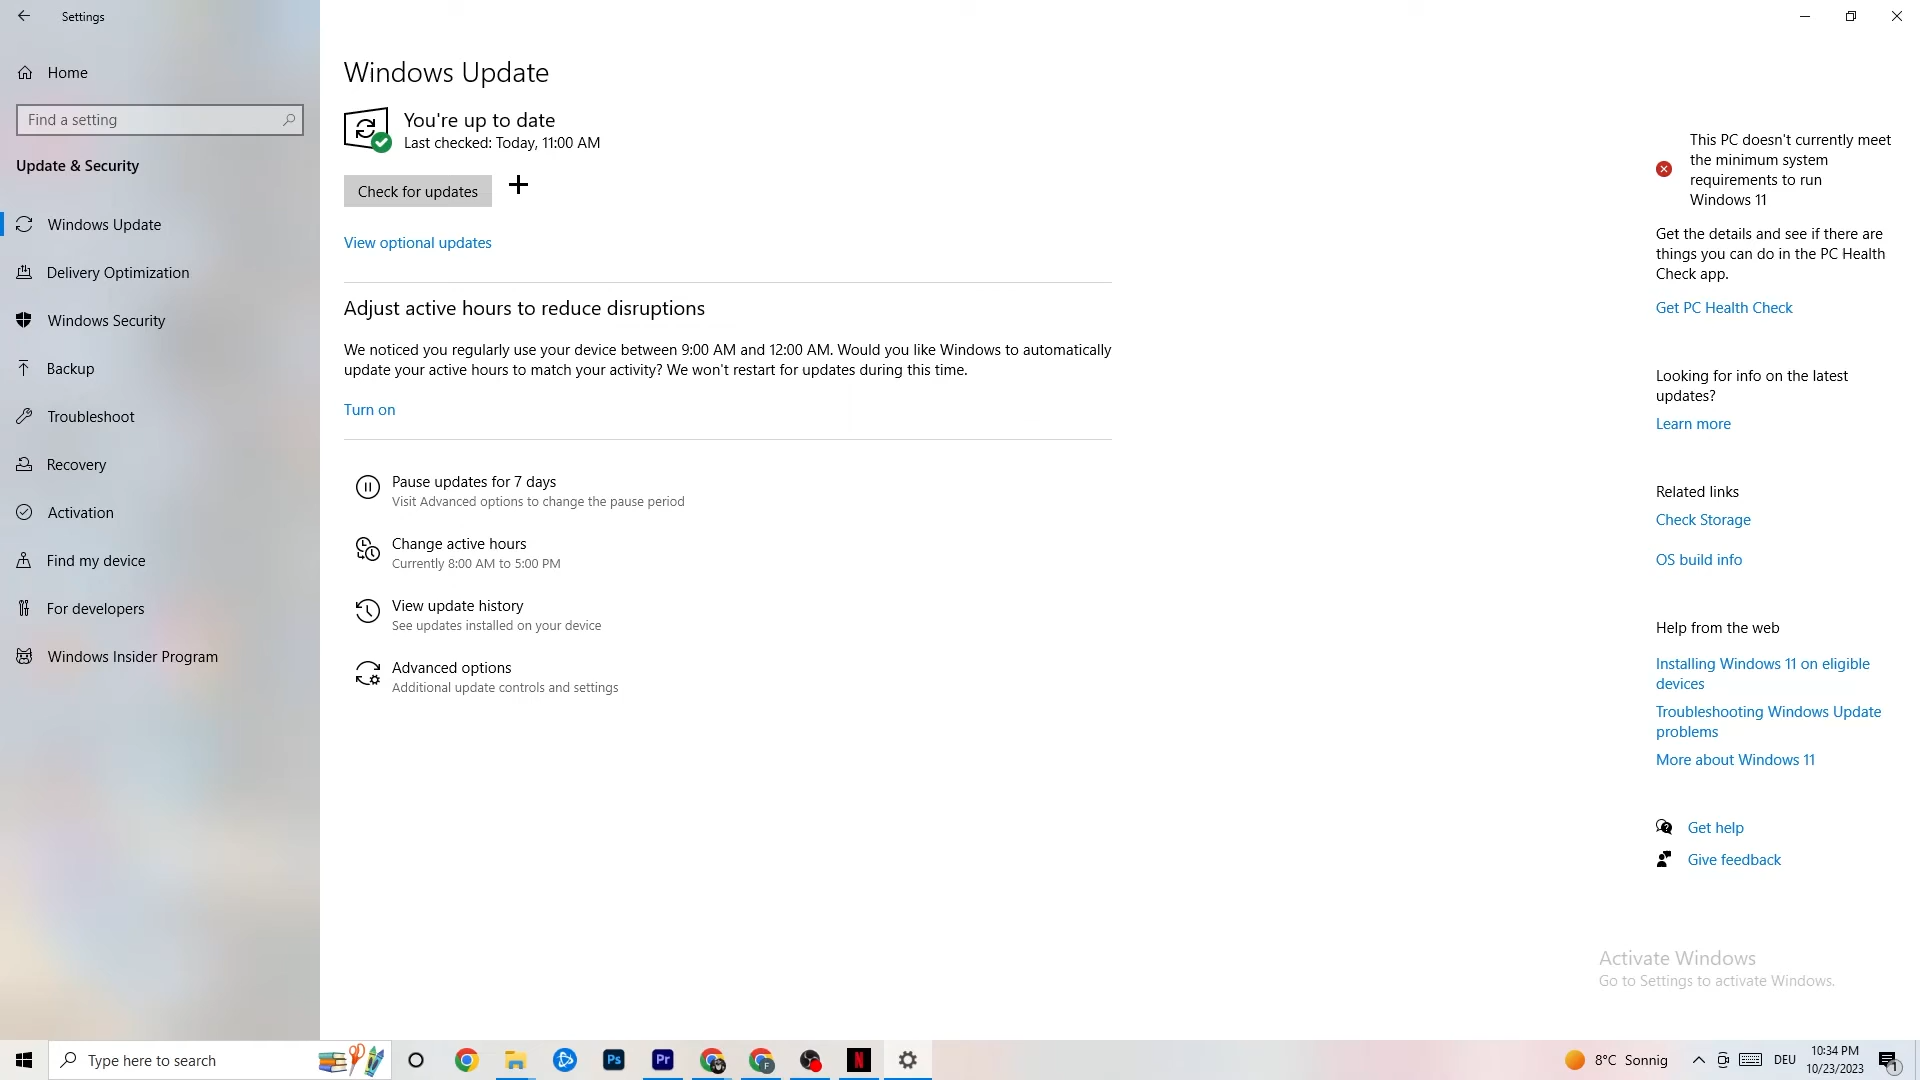 Settings
Home
Find a setting
Update & Security
Windows Update
Delivery Optimization
Windows Security
Backup
Troubleshoot
Recovery
Activation
Find my device
For developers
Windows Insider Program
Windows Update
You're up to date
Last checked: Today, 11:00 AM
Check for updates
View optional updates
Adjust active hours to reduce disruptions
We noticed you regularly use your device between 9:00 AM and 12:00 AM. Would you like Windows to automatically
update your active hours to match your activity? We won't restart for updates during this time.
Turn on
Pause updates for 7 days
Visit Advanced options to change the pause period
Change active hours
Currently 8:00 AM to 5:00 PM
View update history
See updates installed on your device
Advanced options
Additional update controls and settings
This PC doesn't currently meet
the minimum system
requirements to run
Windows 11
Get the details and see if there are
things you can do in the PC Health
Check app.
Get PC Health Check
Looking for info on the latest
updates?
Learn more
Related links
Check Storage
OS build info
Help from the web
Installing Windows 11 on eligible
devices
Troubleshooting Windows Update
problems
More about Windows 11
Get help
Give feedback
Activate Windows
Go to Settings to activate Windows.
Type here to search
Ps
Pr
F
N
8°C Sonnig
DEU
10:34 PM
10/23/2023
1